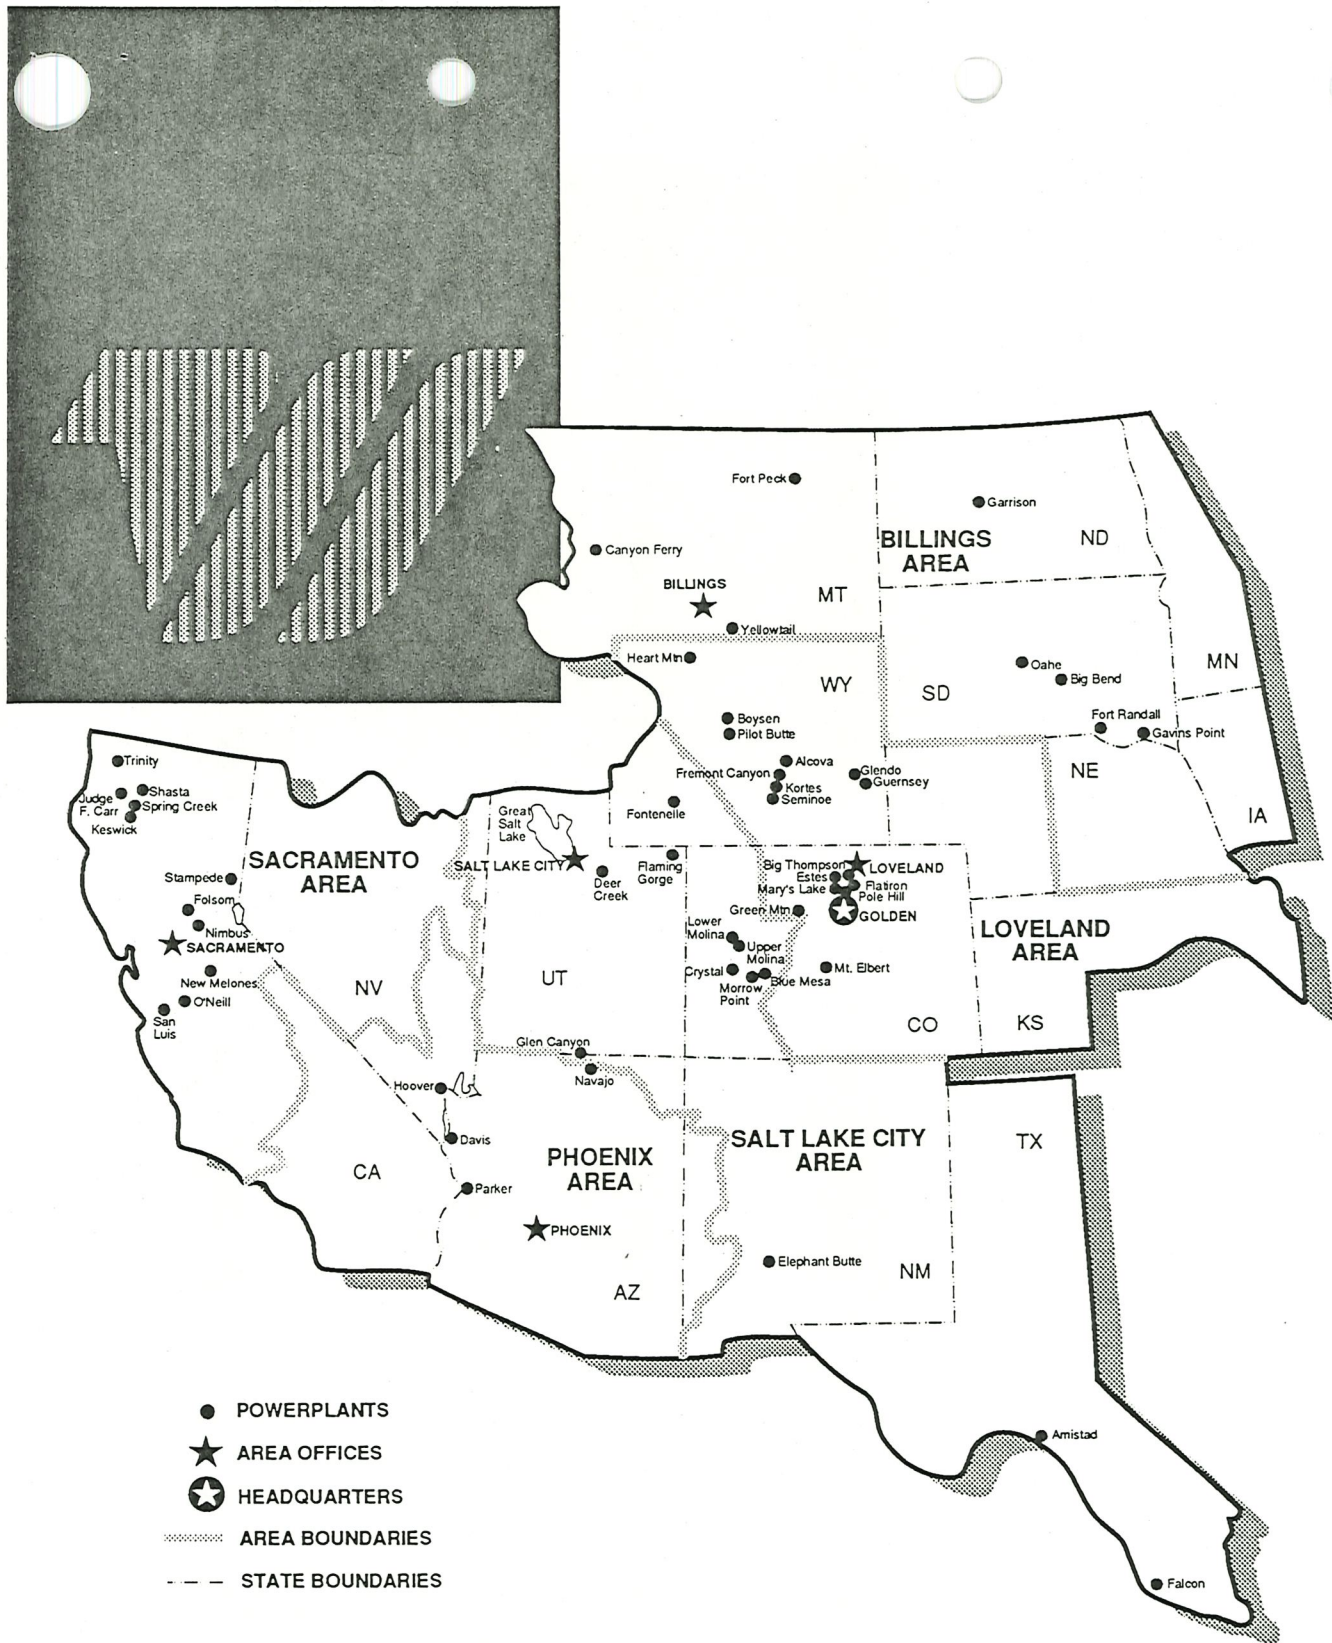 Fort Peck
Garrison
BILLINGS
AREA
ND
Canyon Ferry
BILLINGS
MT
Yellowtail
Heart Mtn
WY
SD
Oahe
Big Bend
MN
Boysen
Pilot Butte
Fort Randall
Gavins Point
NE
IA
Trinity
Judge
F. Carr
Shasta
Spring Creek
Keswick
Alcova
Fremont Canyon
Kortes
Seminoe
Glendo
Guernsey
Fontenelle
Great
Salt
Lake
SALT LAKE CITY
Deer
Creek
Flaming
Gorge
SACRAMENTO
AREA
Stampede
Folsom
Nimbus
SACRAMENTO
New Melones
O'Neill
San
Luis
Big Thompson
LOVELAND
Estes
Mary's Lake
Flatiron
Pole Hill
Green Mtn
GOLDEN
Lower
Molina
Upper
Molina
Crystal
Morrow
Point
Blue Mesa
Mt. Elbert
LOVELAND
AREA
NV
UT
CO
KS
Glen Canyon
Navajo
Hoover
Davis
Parker
CA
PHOENIX
AREA
PHOENIX
AZ
SALT LAKE CITY
AREA
TX
Elephant Butte
NM
Amistad
Falcon
POWERPLANTS
AREA OFFICES
HEADQUARTERS
AREA BOUNDARIES
STATE BOUNDARIES